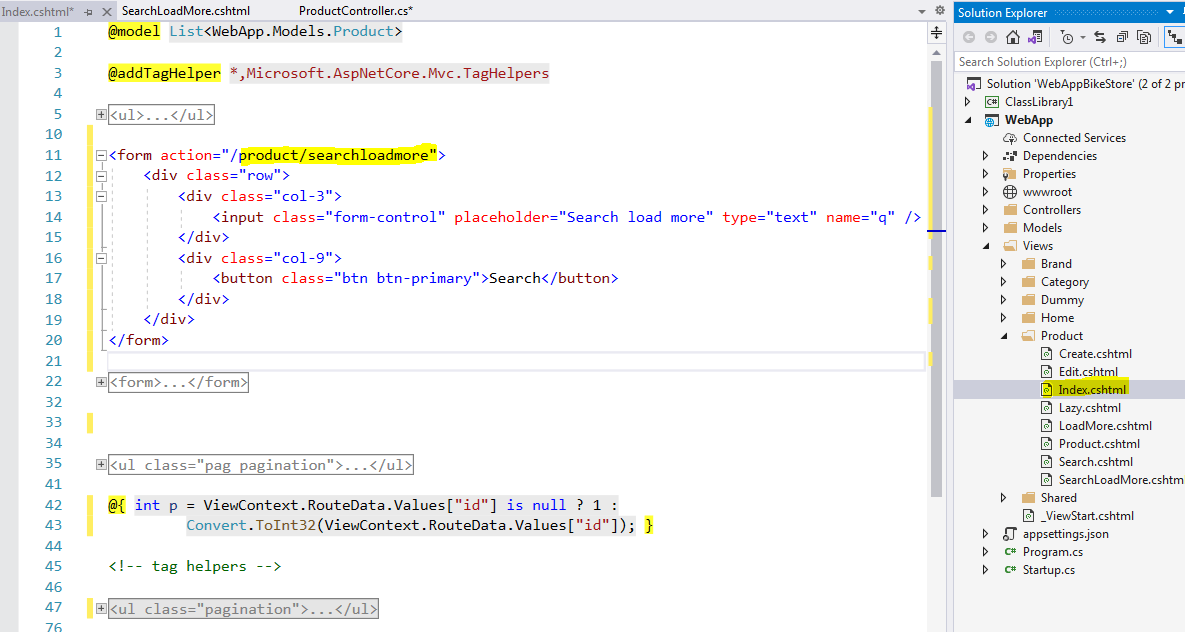 Index.cshtml*
SearchLoadMore.cshtml
ProductController.cs*
1 @model List<WebApp.Models.Product>
2
3 @addTagHelper *,Microsoft.AspNetCore.Mvc.TagHelpers
4
5 <ul>...</ul>
10
11 <form action="/product/searchloadmore">
12 <div class="row">
13 <div class="col-3">
14 <input class="form-control" placeholder="Search load more" type="text" name="q" />
15 </div>
16 <div class="col-9">
17 <button class="btn btn-primary">Search</button>
18 </div>
19 </div>
20 </form>
21
22 <form>...</form>
32
33
34
35 <ul class="pag pagination">...</ul>
41
42 @{ int p = ViewContext.RouteData.Values["id"] is null ? 1 :
43 Convert.ToInt32(ViewContext.RouteData.Values["id"]); }
44
45 <!-- tag helpers -->
46
47 <ul class="pagination">...</ul>
76
Solution Explorer
Search Solution Explorer (Ctrl+;)
Solution 'WebAppBikeStore' (2 of 2 pr
C# ClassLibrary1
WebApp
Connected Services
Dependencies
Properties
wwwroot
Controllers
Models
Views
Brand
Category
Dummy
Home
Product
Create.cshtml
Edit.cshtml
Index.cshtml
Lazy.cshtml
LoadMore.cshtml
Product.cshtml
Search.cshtml
SearchLoadMore.cshtm
Shared
_ViewStart.cshtml
appsettings.json
C# Program.cs
C# Startup.cs